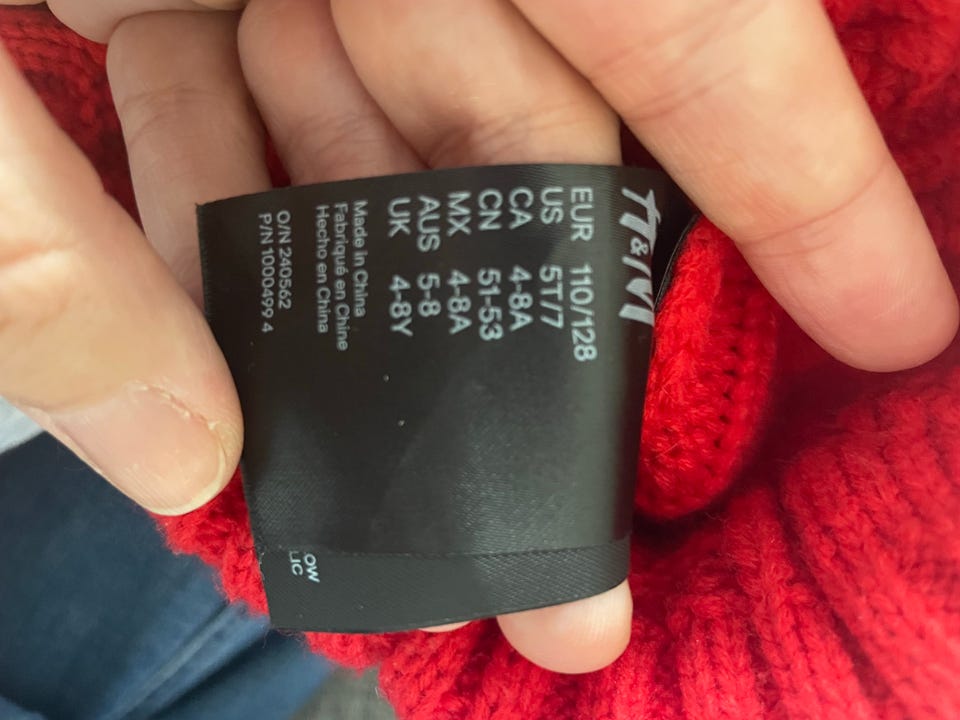 H&M
EUR 110/128
US 5T/7
CA 4-8A
CN 51-53
MX 4-8A
AUS 5-8
UK 4-8Y
Made in China
Fabriqué en Chine
Hecho en China
O/N 240562
P/N 1000499 4